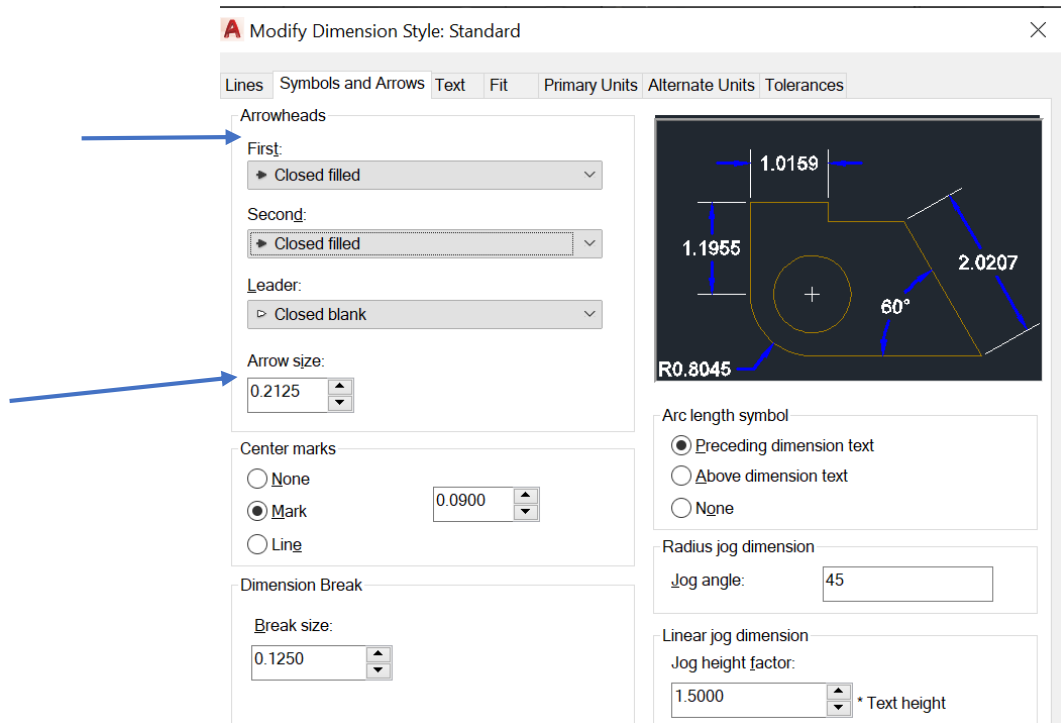 Modify Dimension Style: Standard
Lines Symbols and Arrows Text Fit Primary Units Alternate Units Tolerances
Arrowheads
First:
Closed filled
Second:
Closed filled
Leader:
Closed blank
Arrow size:
0.2125
Center marks
None
Mark
0.0900
Line
Dimension Break
Break size:
0.1250
1.0159
1.1955
2.0207
60°
R0.8045
Arc length symbol
Preceding dimension text
Above dimension text
None
Radius jog dimension
Jog angle:
45
Linear jog dimension
Jog height factor:
1.5000
* Text height